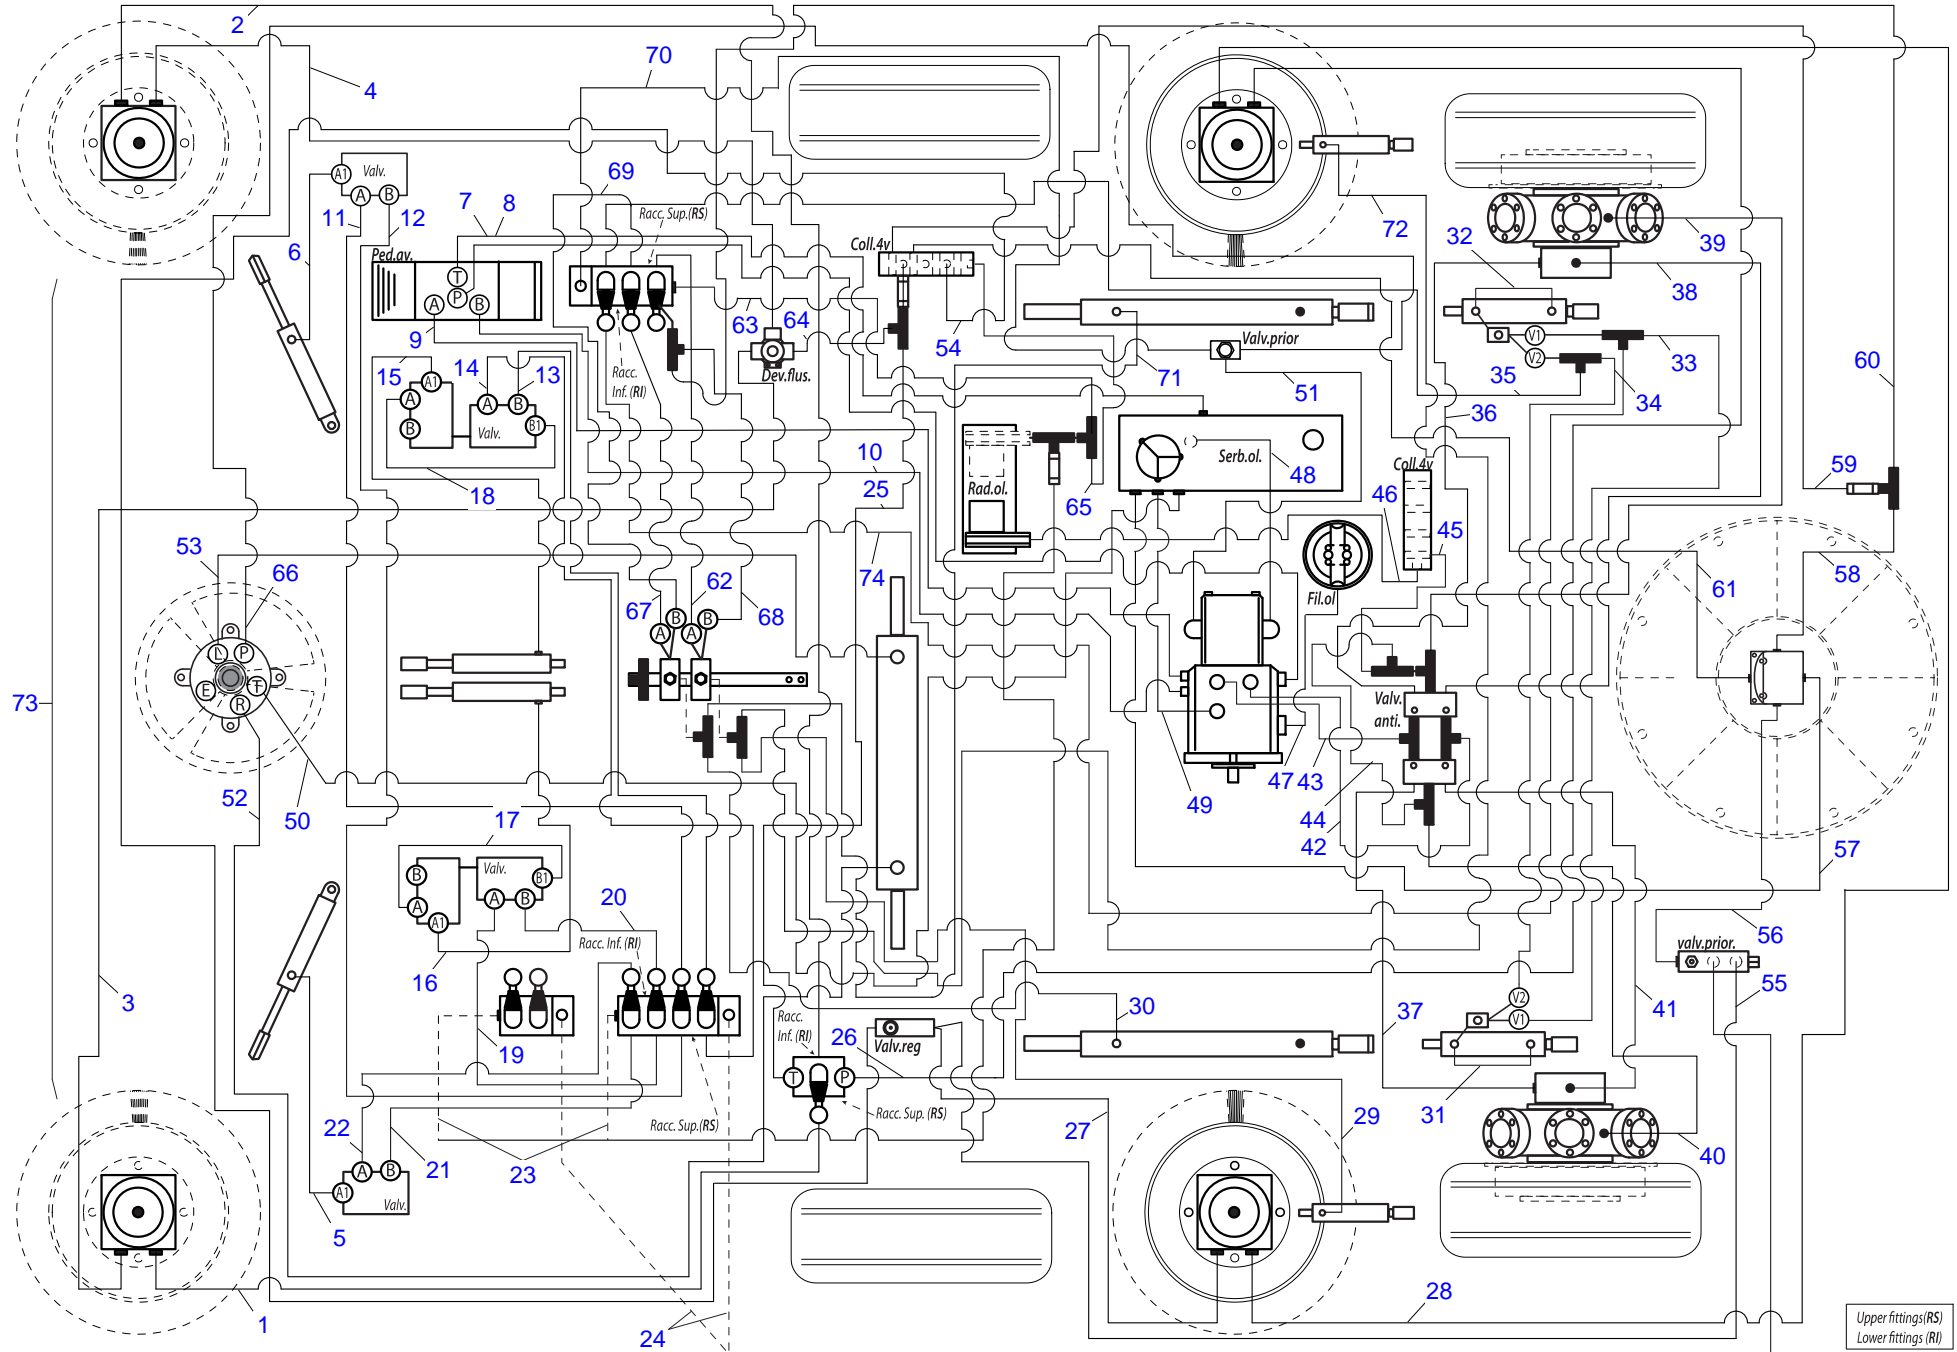 2
4
70
60
A1
Valv.
A
B
11
12
7
8
69
Racc. Sup.(RS)
72
32
39
6
Ped.av.
T
P
A
B
9
Coll.4v
38
63
64
54
Valv.prior
V1
V2
33
15
14
13
A1
A
B
A
B
Valv.
B1
Racc.
Inf. (RI)
Dev.flus.
71
51
35
34
36
18
10
25
Rad.ol.
65
Serb.ol.
48
Coll.4v
46
45
59
53
66
74
Fil.ol
61
58
67
62
68
A
B
A
B
L
P
E
T
R
73
Valv.
anti.
52
50
49
47
43
44
42
57
17
B
A
A1
Valv.
A
B
B1
20
Racc. Inf. (RI)
16
56
valv.prior.
55
3
19
Racc.
Inf. (RI)
26
Valv.reg
30
37
V2
V1
41
T
P
Racc. Sup. (RS)
31
22
21
Racc. Sup.(RS)
23
27
29
40
A
B
A1
Valv.
5
1
24
28
Upper fittings(RS)
Lower fittings (RI)